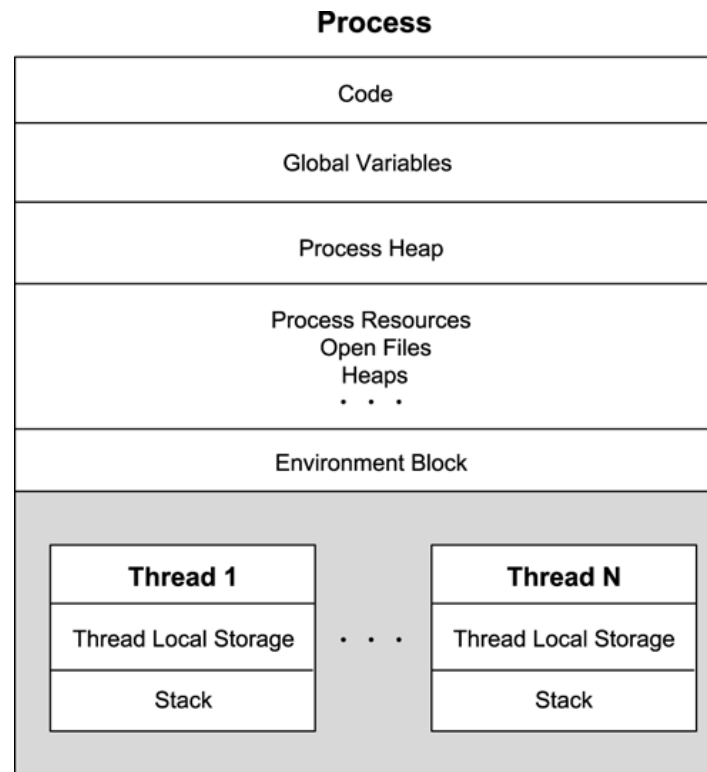 Process
Code
Global Variables
Process Heap
Process Resources
Open Files
Heaps
. . .
Environment Block
Thread 1
Thread Local Storage
Stack
. . .
Thread N
Thread Local Storage
Stack